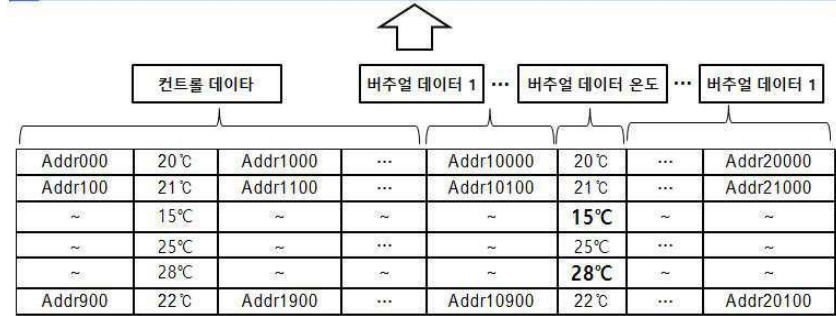 컨트롤 데이타 버추얼 데이터 1 ··· 버추얼 데이터 온도 ··· 버추얼 데이터 1
Addr000 20℃ Addr1000 ··· Addr10000 20℃ ··· Addr20000
Addr100 21℃ Addr1100 ··· Addr10100 21℃ ··· Addr21000
~ 15℃ ~ ~ ~ 15℃ ~ ~
~ 25℃ ~ ··· ~ 25℃ ··· ~
~ 28℃ ~ ~ ~ 28℃ ~ ~
Addr900 22℃ Addr1900 ··· Addr10900 22℃ ··· Addr20100